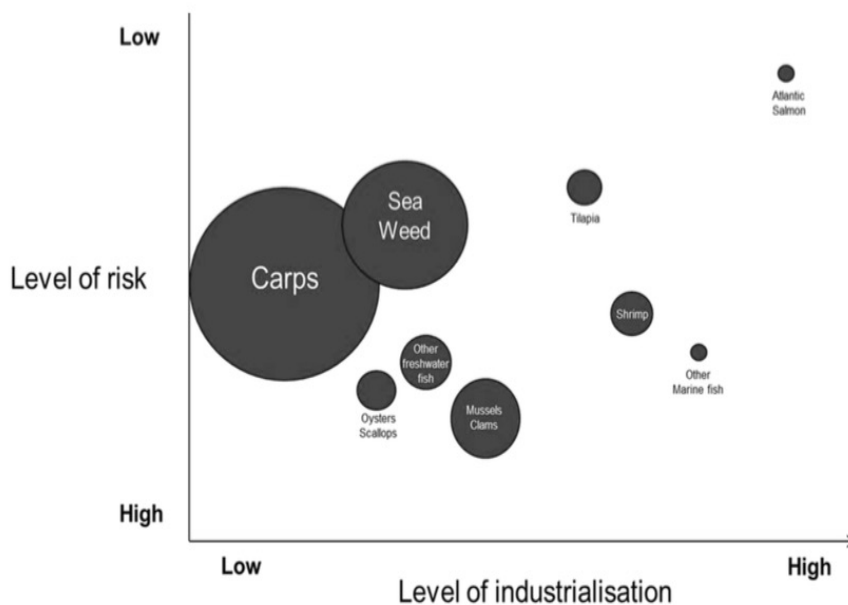 Low
Atlantic
Salmon
Sea
Weed
Tilapia
Level of risk
Carps
Shrimp
Other
freshwater
fish
Other
Marine fish
Oysters
Scallops
Mussels
Clams
High
Low
High
Level of industrialisation